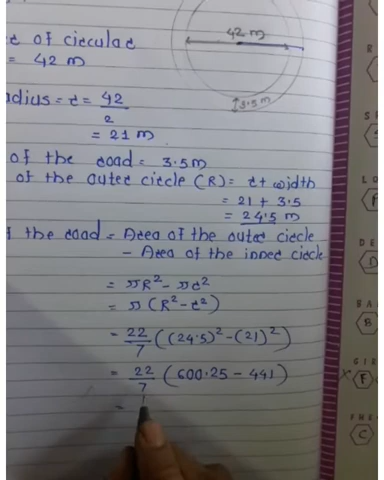 42 m
3.5 m
of circular
= 42 m
radius = r = 42
2
= 21 m
of the road = 3.5 m
of the outer circle (R) = r + width
= 21 + 3.5
= 24.5 m
of the road = Area of the outer circle
- Area of the inner circle
= πR² - πr²
= π (R² - r²)
= 22/7 ((24.5)² - (21)²)
= 22/7 (600.25 - 441)
=
R
S
L O
D E
D
B A
B
G I R
F
C